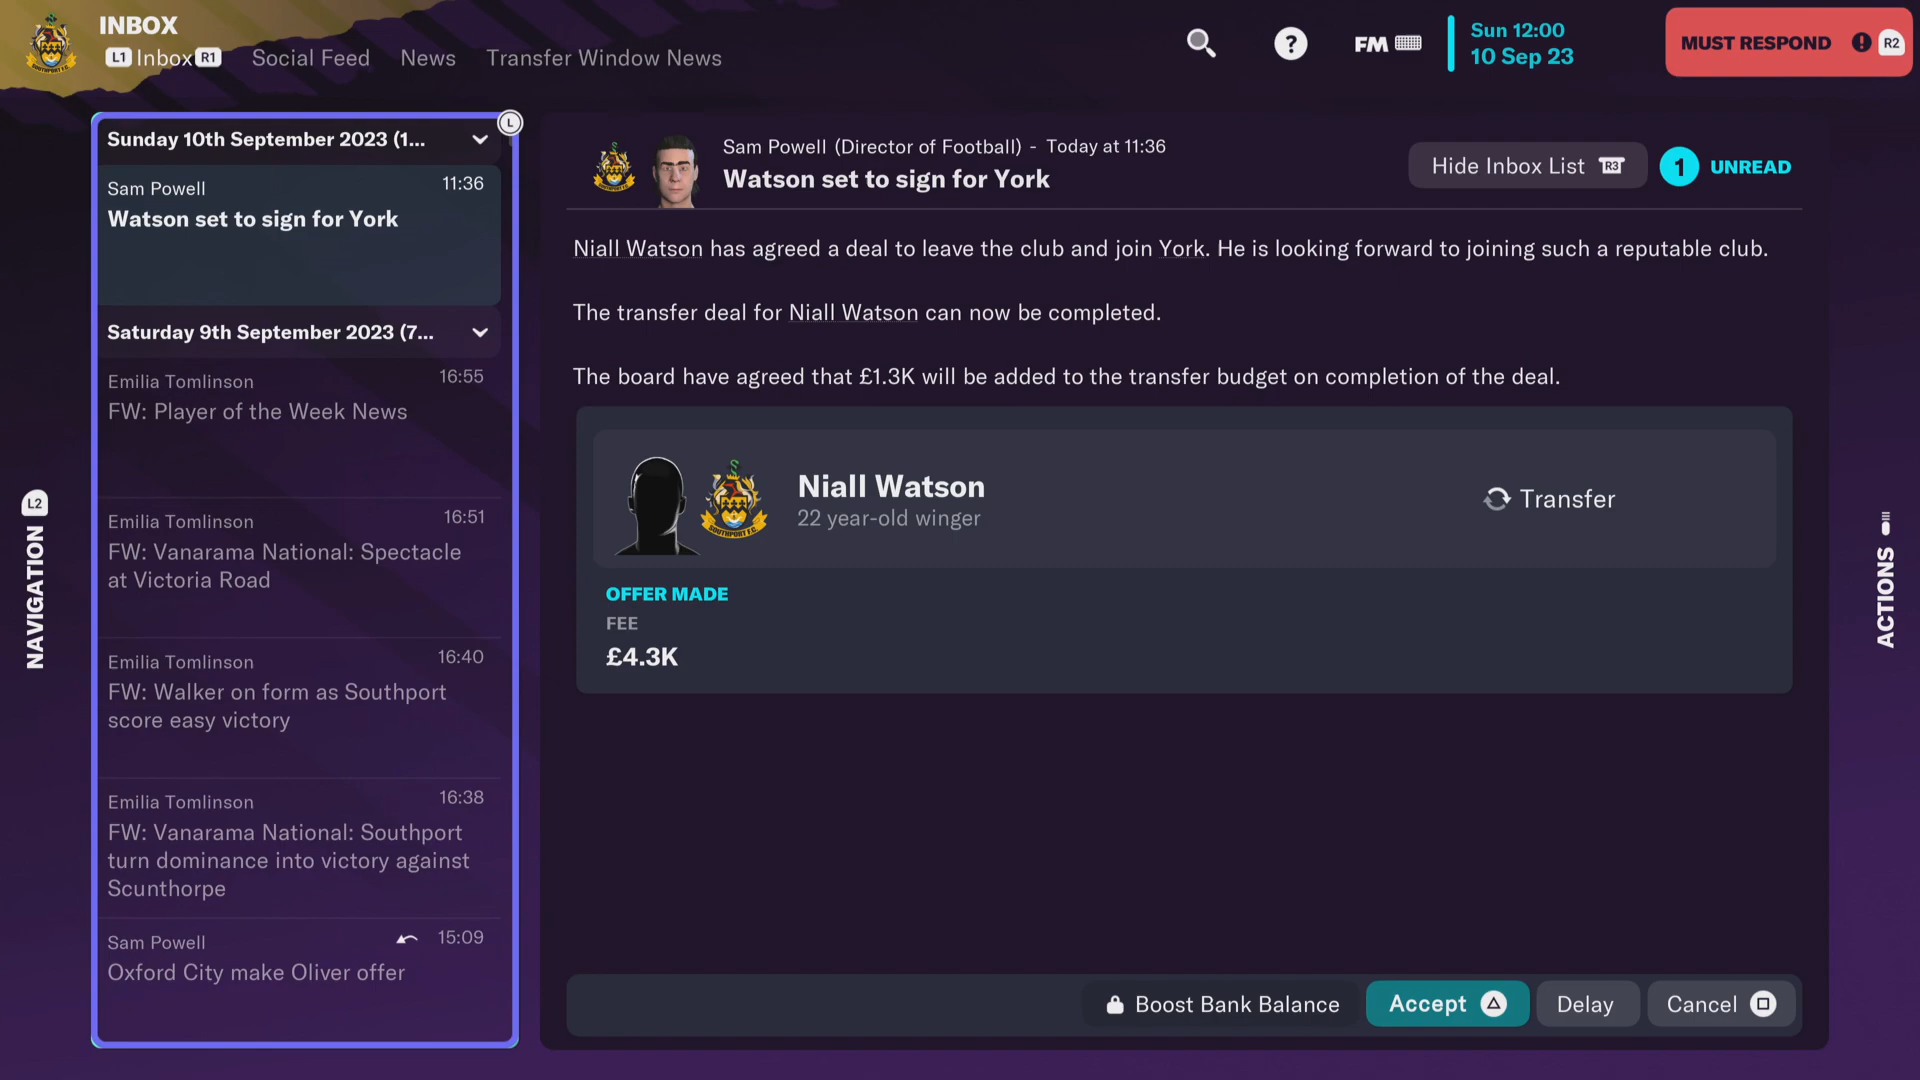 INBOX
L1 Inbox R1 Social Feed News Transfer Window News
?
FM
Sun 12:00
10 Sep 23
MUST RESPOND ! R2
L
Sunday 10th September 2023 (1...
Sam Powell 11:36
Watson set to sign for York
Saturday 9th September 2023 (7...
Emilia Tomlinson 16:55
FW: Player of the Week News
Emilia Tomlinson 16:51
FW: Vanarama National: Spectacle
at Victoria Road
Emilia Tomlinson 16:40
FW: Walker on form as Southport
score easy victory
Emilia Tomlinson 16:38
FW: Vanarama National: Southport
turn dominance into victory against
Scunthorpe
Sam Powell 15:09
Oxford City make Oliver offer
L2
NAVIGATION
Sam Powell (Director of Football) - Today at 11:36
Watson set to sign for York
Hide Inbox List R3
1 UNREAD
Niall Watson has agreed a deal to leave the club and join York. He is looking forward to joining such a reputable club.
The transfer deal for Niall Watson can now be completed.
The board have agreed that £1.3K will be added to the transfer budget on completion of the deal.
SOUTHPORT F.C.
Niall Watson
22 year-old winger
Transfer
OFFER MADE
FEE
£4.3K
Boost Bank Balance
Accept
Delay
Cancel
ACTIONS